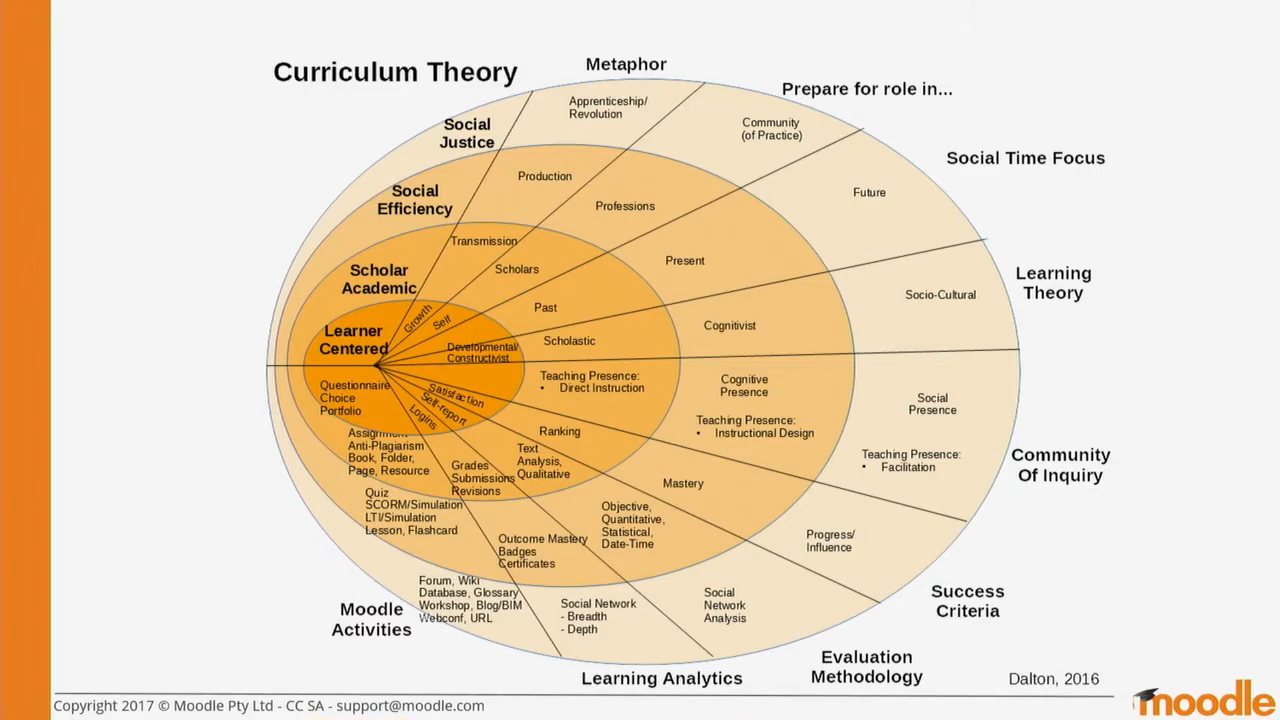 Curriculum Theory
Metaphor
Prepare for role in...
Social Time Focus
Learning
Theory
Community
Of Inquiry
Success
Criteria
Evaluation
Methodology
Learning Analytics
Moodle
Activities
Social
Justice
Apprenticeship/
Revolution
Community
(of Practice)
Future
Socio-Cultural
Social
Presence
Teaching Presence:
• Facilitation
Progress/
Influence
Social
Network
Analysis
Social Network
- Breadth
- Depth
Forum, Wiki
Database, Glossary
Workshop, Blog/BIM
Webconf, URL
Social
Efficiency
Production
Professions
Present
Cognitivist
Cognitive
Presence
Teaching Presence:
• Instructional Design
Mastery
Objective,
Quantitative,
Statistical,
Date-Time
Outcome Mastery
Badges
Certificates
Quiz
SCORM/Simulation
LTI/Simulation
Lesson, Flashcard
Scholar
Academic
Transmission
Scholars
Past
Scholastic
Teaching Presence:
• Direct Instruction
Ranking
Text
Analysis,
Qualitative
Grades
Submissions
Revisions
Assignment
Anti-Plagiarism
Book, Folder,
Page, Resource
Learner
Centered
Growth
Self
Developmental/
Constructivist
Satisfaction
Self-report
Logins
Questionnaire
Choice
Portfolio
Dalton, 2016
Copyright 2017 © Moodle Pty Ltd - CC SA - support@moodle.com
moodle